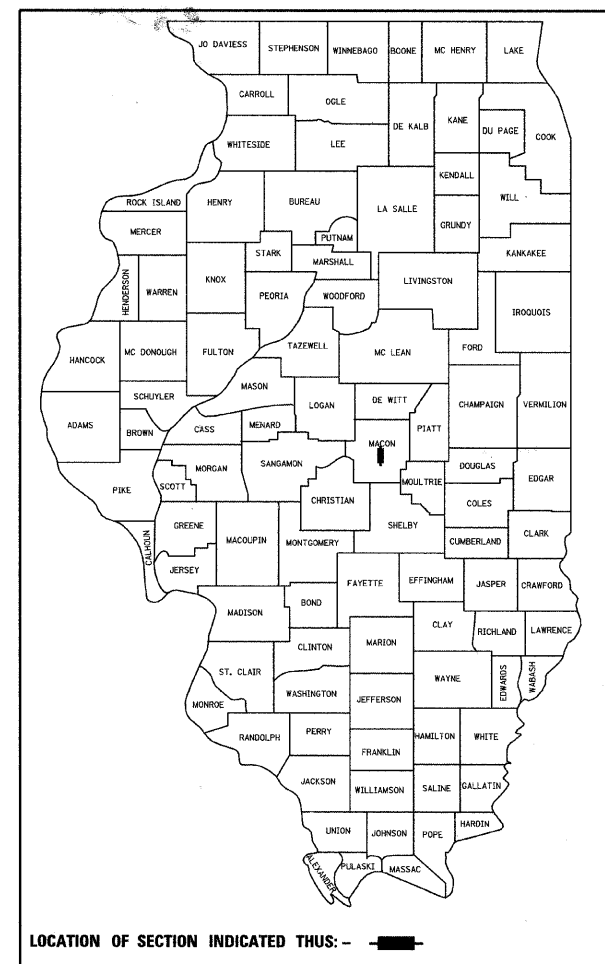 JO DAVIESS
STEPHENSON
WINNEBAGO
BOONE
MC HENRY
LAKE
CARROLL
OGLE
DE KALB
KANE
DU PAGE
COOK
WHITESIDE
LEE
KENDALL
WILL
ROCK ISLAND
HENRY
BUREAU
LA SALLE
GRUNDY
MERCER
PUTNAM
STARK
MARSHALL
KANKAKEE
HENDERSON
WARREN
KNOX
PEORIA
WOODFORD
LIVINGSTON
IROQUOIS
FORD
HANCOCK
MC DONOUGH
FULTON
TAZEWELL
MC LEAN
MASON
SCHUYLER
LOGAN
DE WITT
CHAMPAIGN
VERMILION
ADAMS
BROWN
CASS
MENARD
PIATT
MACON
SANGAMON
MORGAN
DOUGLAS
EDGAR
PIKE
SCOTT
CHRISTIAN
MOULTRIE
COLES
CALHOUN
GREENE
MACOUPIN
MONTGOMERY
SHELBY
CUMBERLAND
CLARK
JERSEY
FAYETTE
EFFINGHAM
JASPER
CRAWFORD
MADISON
BOND
CLAY
RICHLAND
LAWRENCE
CLINTON
MARION
ST. CLAIR
WAYNE
EDWARDS
WABASH
WASHINGTON
JEFFERSON
MONROE
RANDOLPH
PERRY
HAMILTON
WHITE
FRANKLIN
JACKSON
WILLIAMSON
SALINE
GALLATIN
UNION
JOHNSON
POPE
HARDIN
ALEXANDER
PULASKI
MASSAC
LOCATION OF SECTION INDICATED THUS: -